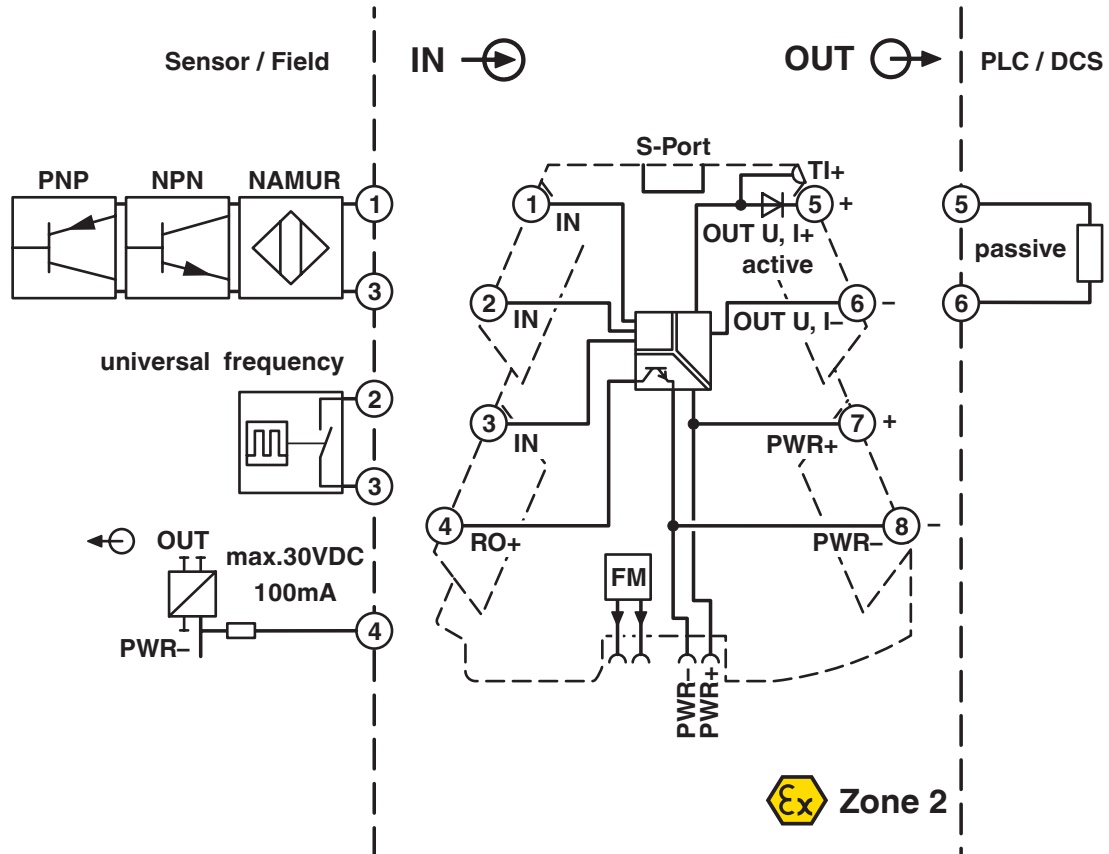 Sensor / Field
IN
OUT
PLC / DCS
S-Port
TI+
PNP NPN NAMUR
1
3
1
IN
5 +
OUT U, I+
active
5
passive
6
2
IN
6 –
OUT U, I–
universal frequency
2
3
3
IN
7 +
PWR+
4
RO+
8 –
PWR–
OUT
max.30VDC
100mA
PWR–
4
FM
PWR–
PWR+
Ex Zone 2